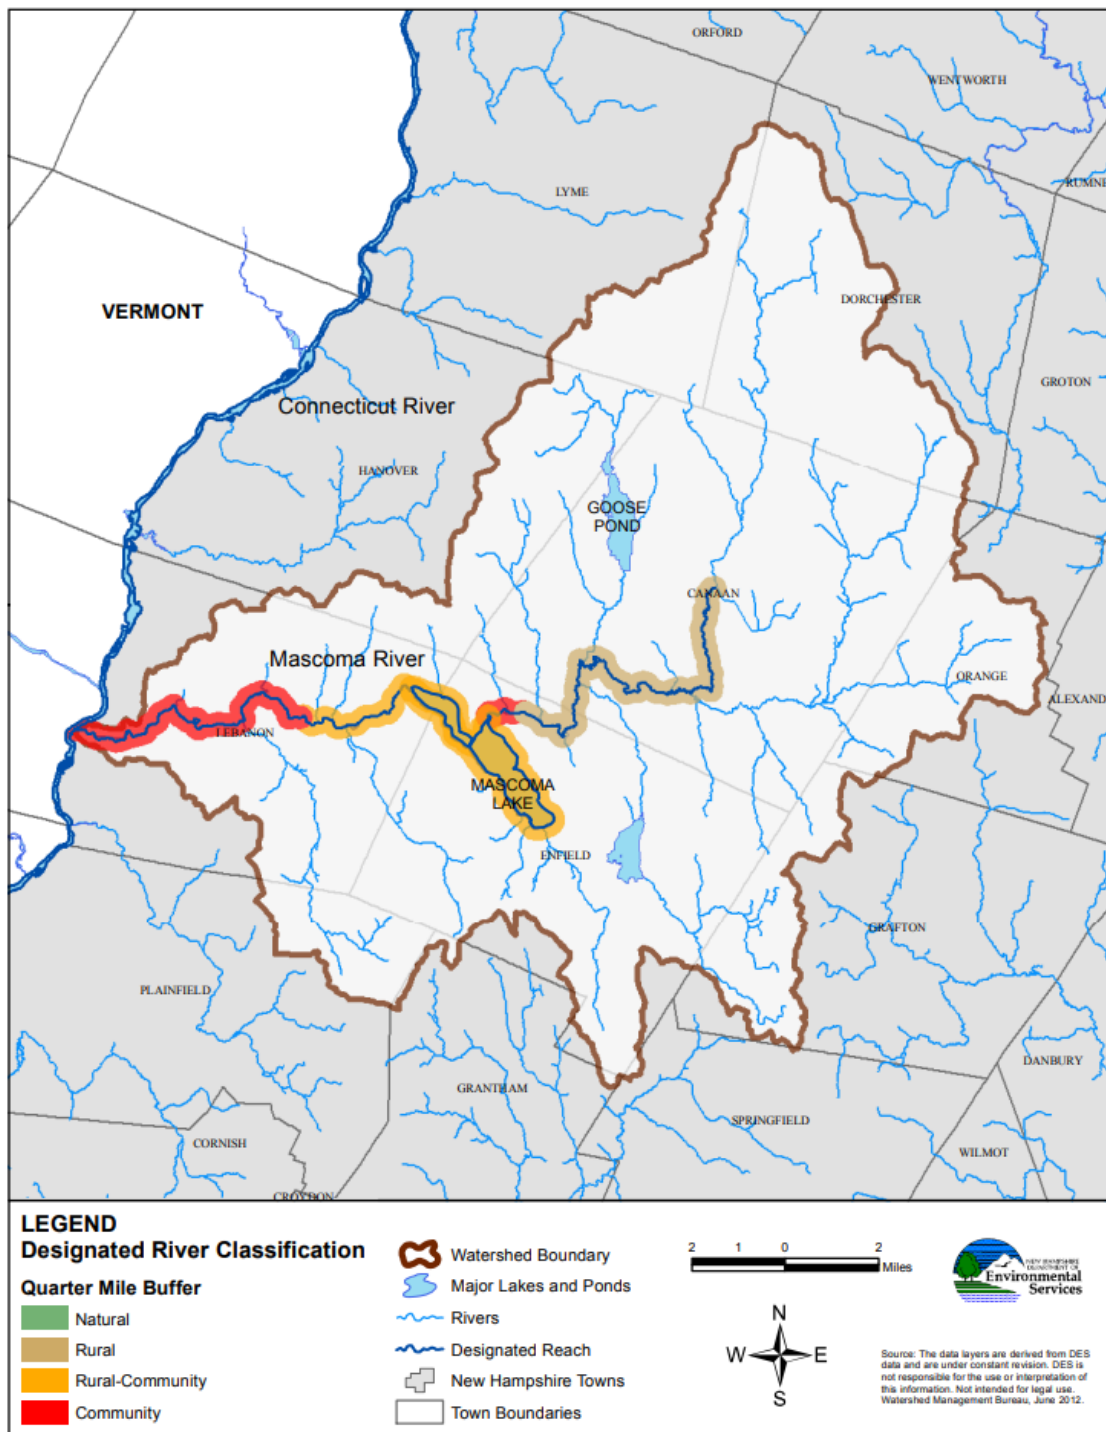 ORFORD
WENTWORTH
RUMNE
LYME
VERMONT
DORCHESTER
GROTON
Connecticut River
HANOVER
GOOSE
POND
CANAAN
Mascoma River
ORANGE
ALEXAND
LEBANON
MASCOMA
LAKE
ENFIELD
GRAFTON
PLAINFIELD
DANBURY
GRANTHAM
SPRINGFIELD
CORNISH
WILMOT
CROYDON
LEGEND
Designated River Classification
Quarter Mile Buffer
Natural
Rural
Rural-Community
Community
Watershed Boundary
Major Lakes and Ponds
Rivers
Designated Reach
New Hampshire Towns
Town Boundaries
2 1 0 2
Miles
N
W E
S
NEW HAMPSHIRE
DEPARTMENT OF
Environmental
Services
Source: The data layers are derived from DES
data and are under constant revision. DES is
not responsible for the use or interpretation of
this information. Not intended for legal use.
Watershed Management Bureau, June 2012.